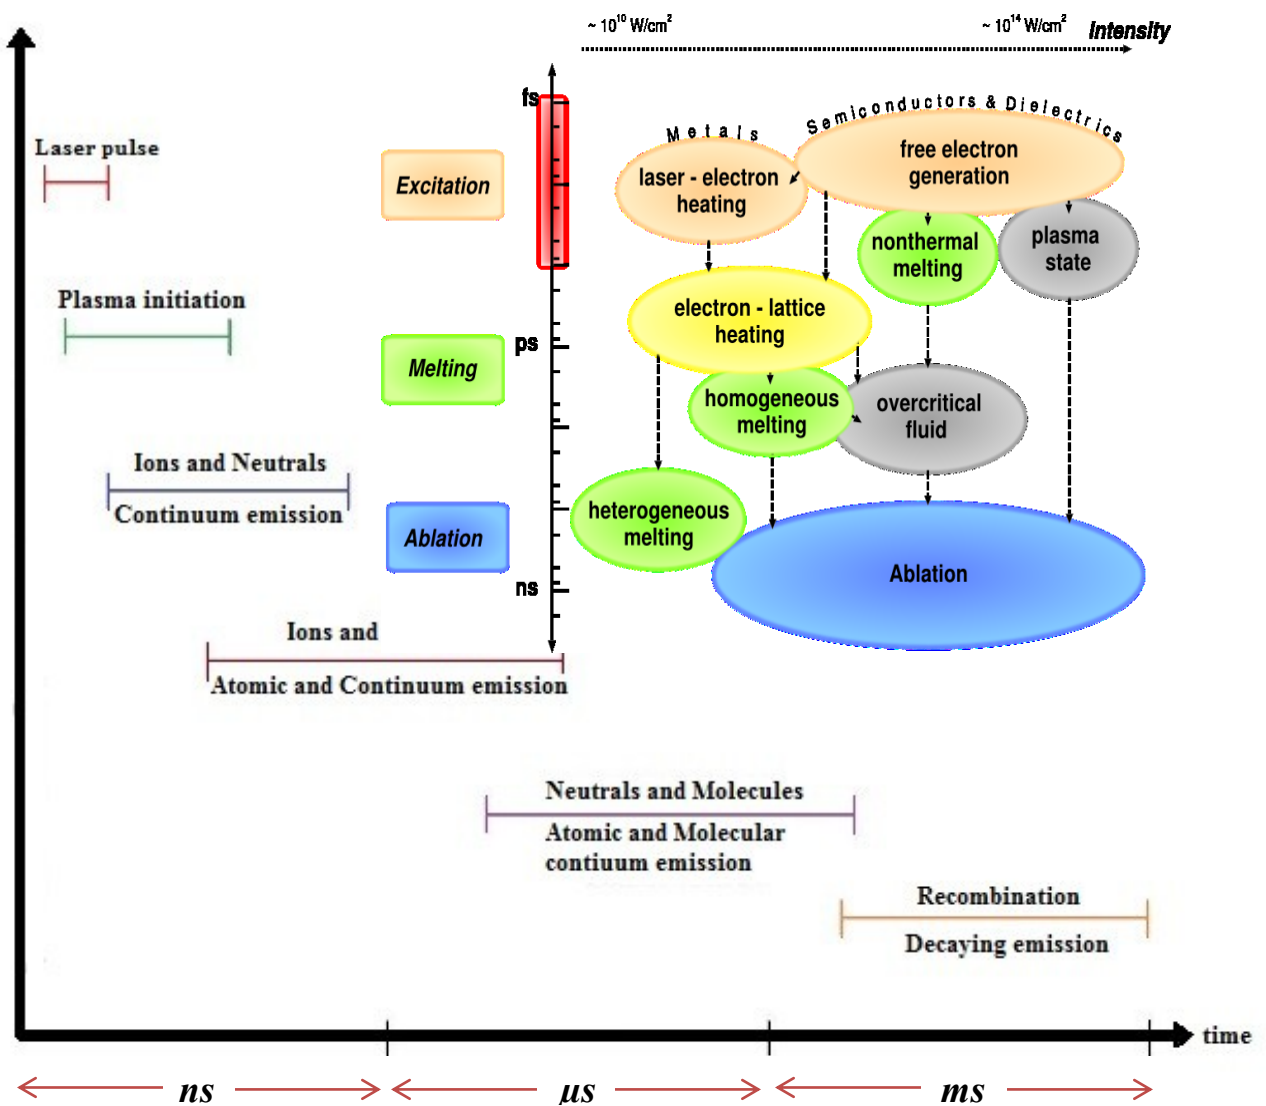 ~ 10¹⁰ W/cm²
~ 10¹⁴ W/cm²
Intensity
fs
Semiconductors & Dielectrics
Metals
Laser pulse
free electron
generation
Excitation
laser - electron
heating
nonthermal
melting
plasma
state
Plasma initiation
electron - lattice
heating
ps
Melting
homogeneous
melting
overcritical
fluid
Ions and Neutrals
Continuum emission
heterogeneous
melting
Ablation
Ablation
ns
Ions and
Atomic and Continuum emission
Neutrals and Molecules
Atomic and Molecular
contiuum emission
Recombination
Decaying emission
time
ns
μs
ms